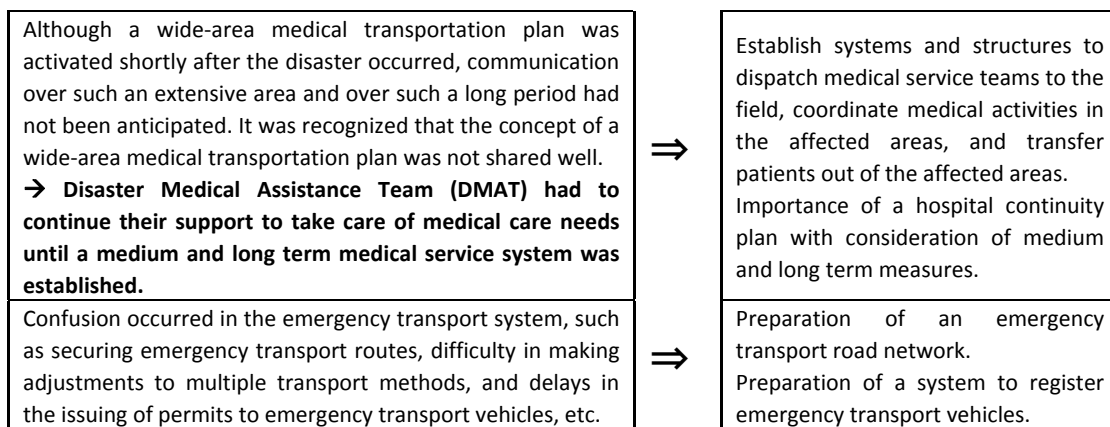 Although a wide-area medical transportation plan was
activated shortly after the disaster occurred, communication
over such an extensive area and over such a long period had
not been anticipated. It was recognized that the concept of a
wide-area medical transportation plan was not shared well.
→ Disaster Medical Assistance Team (DMAT) had to
continue their support to take care of medical care needs
until a medium and long term medical service system was
established.
⇒
Establish systems and structures to
dispatch medical service teams to the
field, coordinate medical activities in
the affected areas, and transfer
patients out of the affected areas.
Importance of a hospital continuity
plan with consideration of medium
and long term measures.
Confusion occurred in the emergency transport system, such
as securing emergency transport routes, difficulty in making
adjustments to multiple transport methods, and delays in
the issuing of permits to emergency transport vehicles, etc.
⇒
Preparation of an emergency
transport road network.
Preparation of a system to register
emergency transport vehicles.